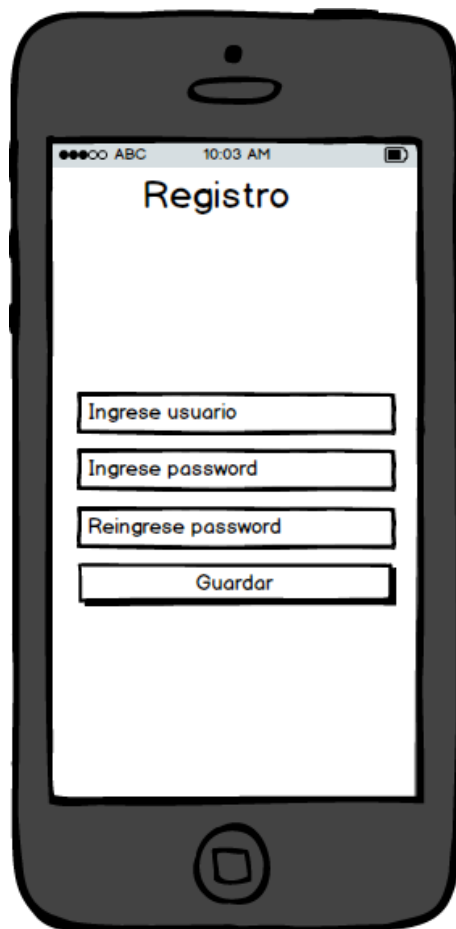 ABC 10:03 AM
Registro
Ingrese usuario
Ingrese password
Reingrese password
Guardar